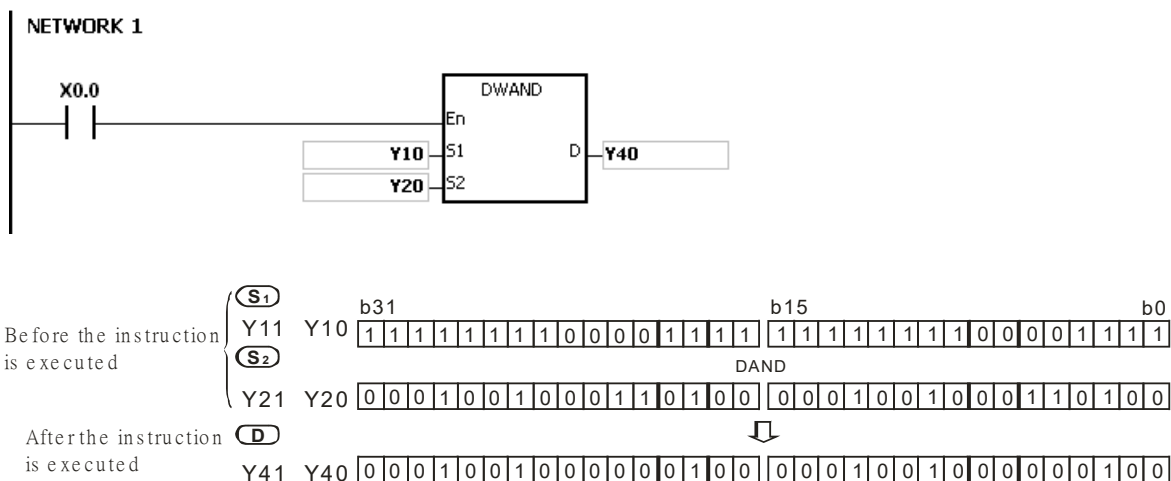 NETWORK 1
X0.0
DWAND
En
Y10 S1 D Y40
Y20 S2
S1
b31 b15 b0
Before the instruction
is executed
Y11 Y10 1 1 1 1 1 1 1 1 0 0 0 0 1 1 1 1 1 1 1 1 1 1 1 1 0 0 0 0 1 1 1 1
S2
DAND
Y21 Y20 0 0 0 1 0 0 1 0 0 0 1 1 0 1 0 0 0 0 0 1 0 0 1 0 0 0 1 1 0 1 0 0
After the instruction D
is executed
Y41 Y40 0 0 0 1 0 0 1 0 0 0 0 0 0 1 0 0 0 0 0 1 0 0 1 0 0 0 0 0 0 1 0 0